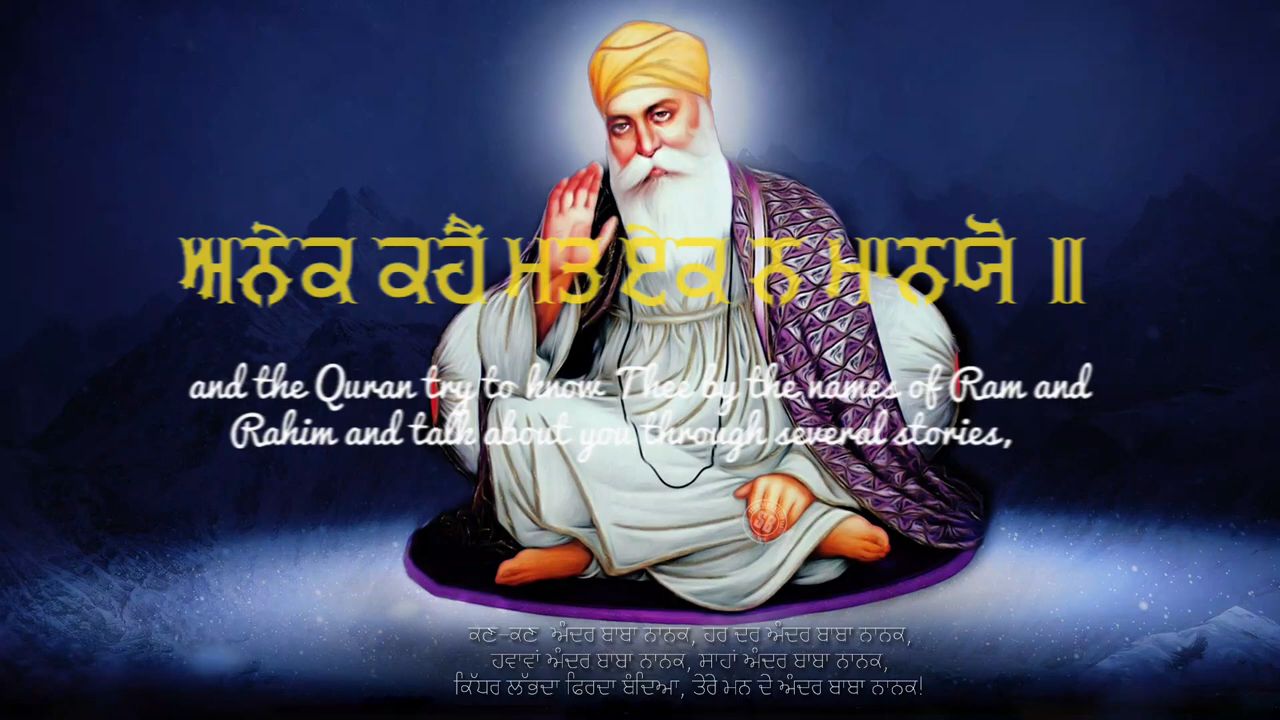 ਅਨੇਕ ਕਹੈਂ ਮਤ ਏਕ ਨ ਮਾਨਯੋ ॥
and the Quran try to know Thee by the names of Ram and
Rahim and talk about you through several stories,
ਕਣ-ਕਣ ਅੰਦਰ ਬਾਬਾ ਨਾਨਕ, ਹਰ ਦਰ ਅੰਦਰ ਬਾਬਾ ਨਾਨਕ,
ਹਵਾਵਾਂ ਅੰਦਰ ਬਾਬਾ ਨਾਨਕ, ਸਾਹਾਂ ਅੰਦਰ ਬਾਬਾ ਨਾਨਕ,
ਕਿੱਧਰ ਲੱਭਦਾ ਫਿਰਦਾ ਬੰਦਿਆ, ਤੇਰੇ ਮਨ ਦੇ ਅੰਦਰ ਬਾਬਾ ਨਾਨਕ!